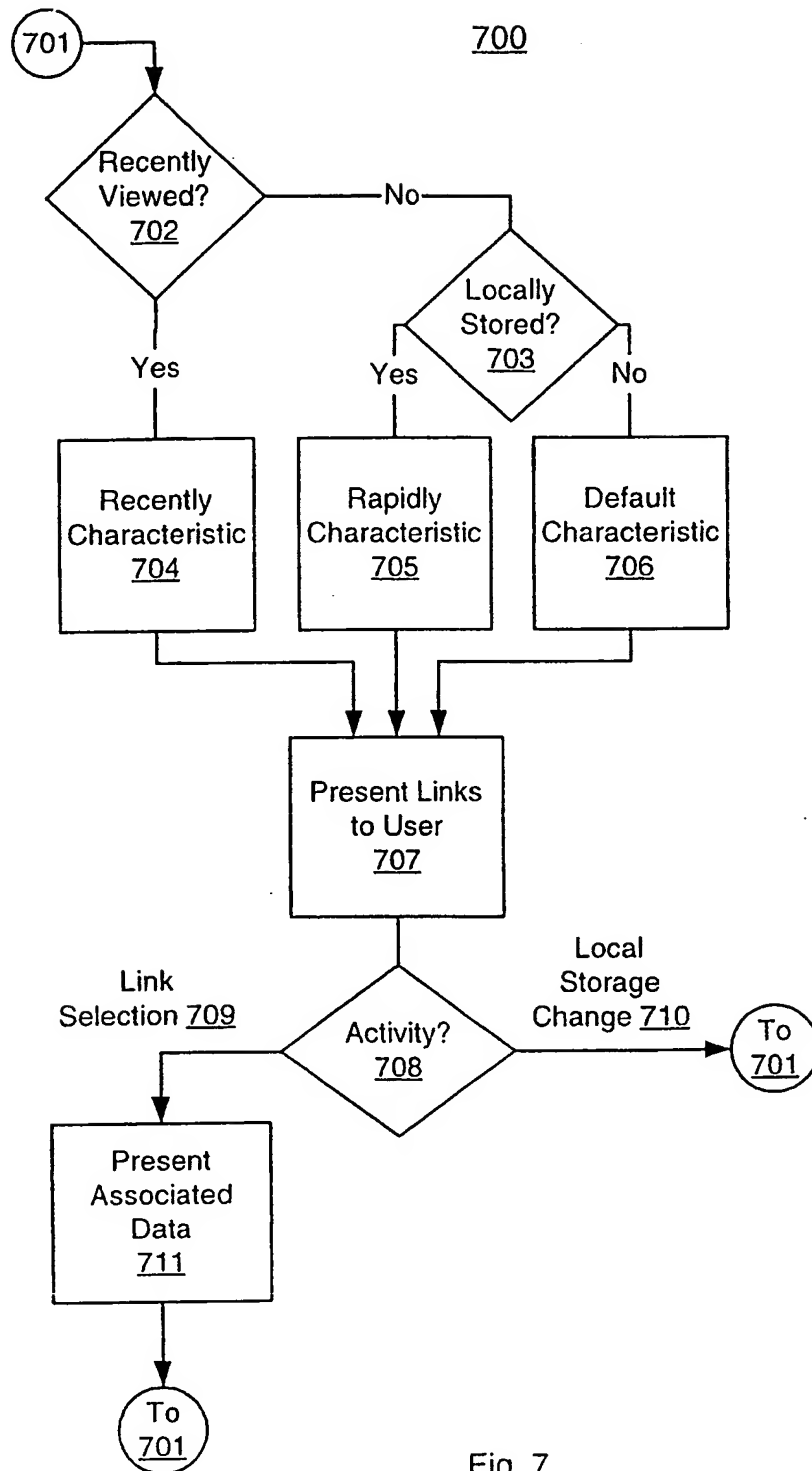 701
700
Recently
Viewed?
702
No
Locally
Stored?
703
Yes
Yes
No
Recently
Characteristic
704
Rapidly
Characteristic
705
Default
Characteristic
706
Present Links
to User
707
Link
Selection 709
Local
Storage
Change 710
Activity?
708
To
701
Present
Associated
Data
711
To
701
Fig. 7